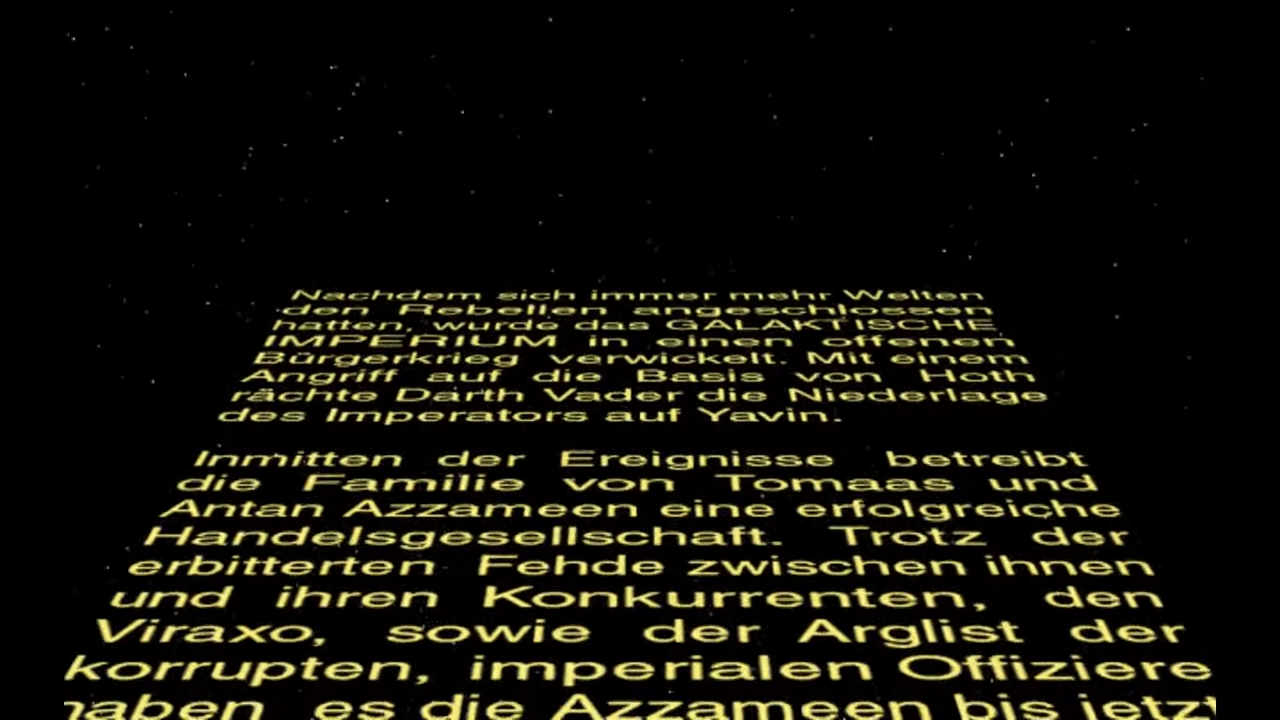 Nachdem sich immer mehr Welten
den Rebellen angeschlossen
hatten, wurde das GALAKTISCHE
IMPERIUM in einen offenen
Bürgerkrieg verwickelt. Mit einem
Angriff auf die Basis von Hoth
rächte Darth Vader die Niederlage
des Imperators auf Yavin.
Inmitten der Ereignisse betreibt
die Familie von Tomaas und
Antan Azzameen eine erfolgreiche
Handelsgesellschaft. Trotz der
erbitterten Fehde zwischen ihnen
und ihren Konkurrenten, den
Viraxo, sowie der Arglist der
korrupten, imperialen Offiziere
haben es die Azzameen bis jetzt